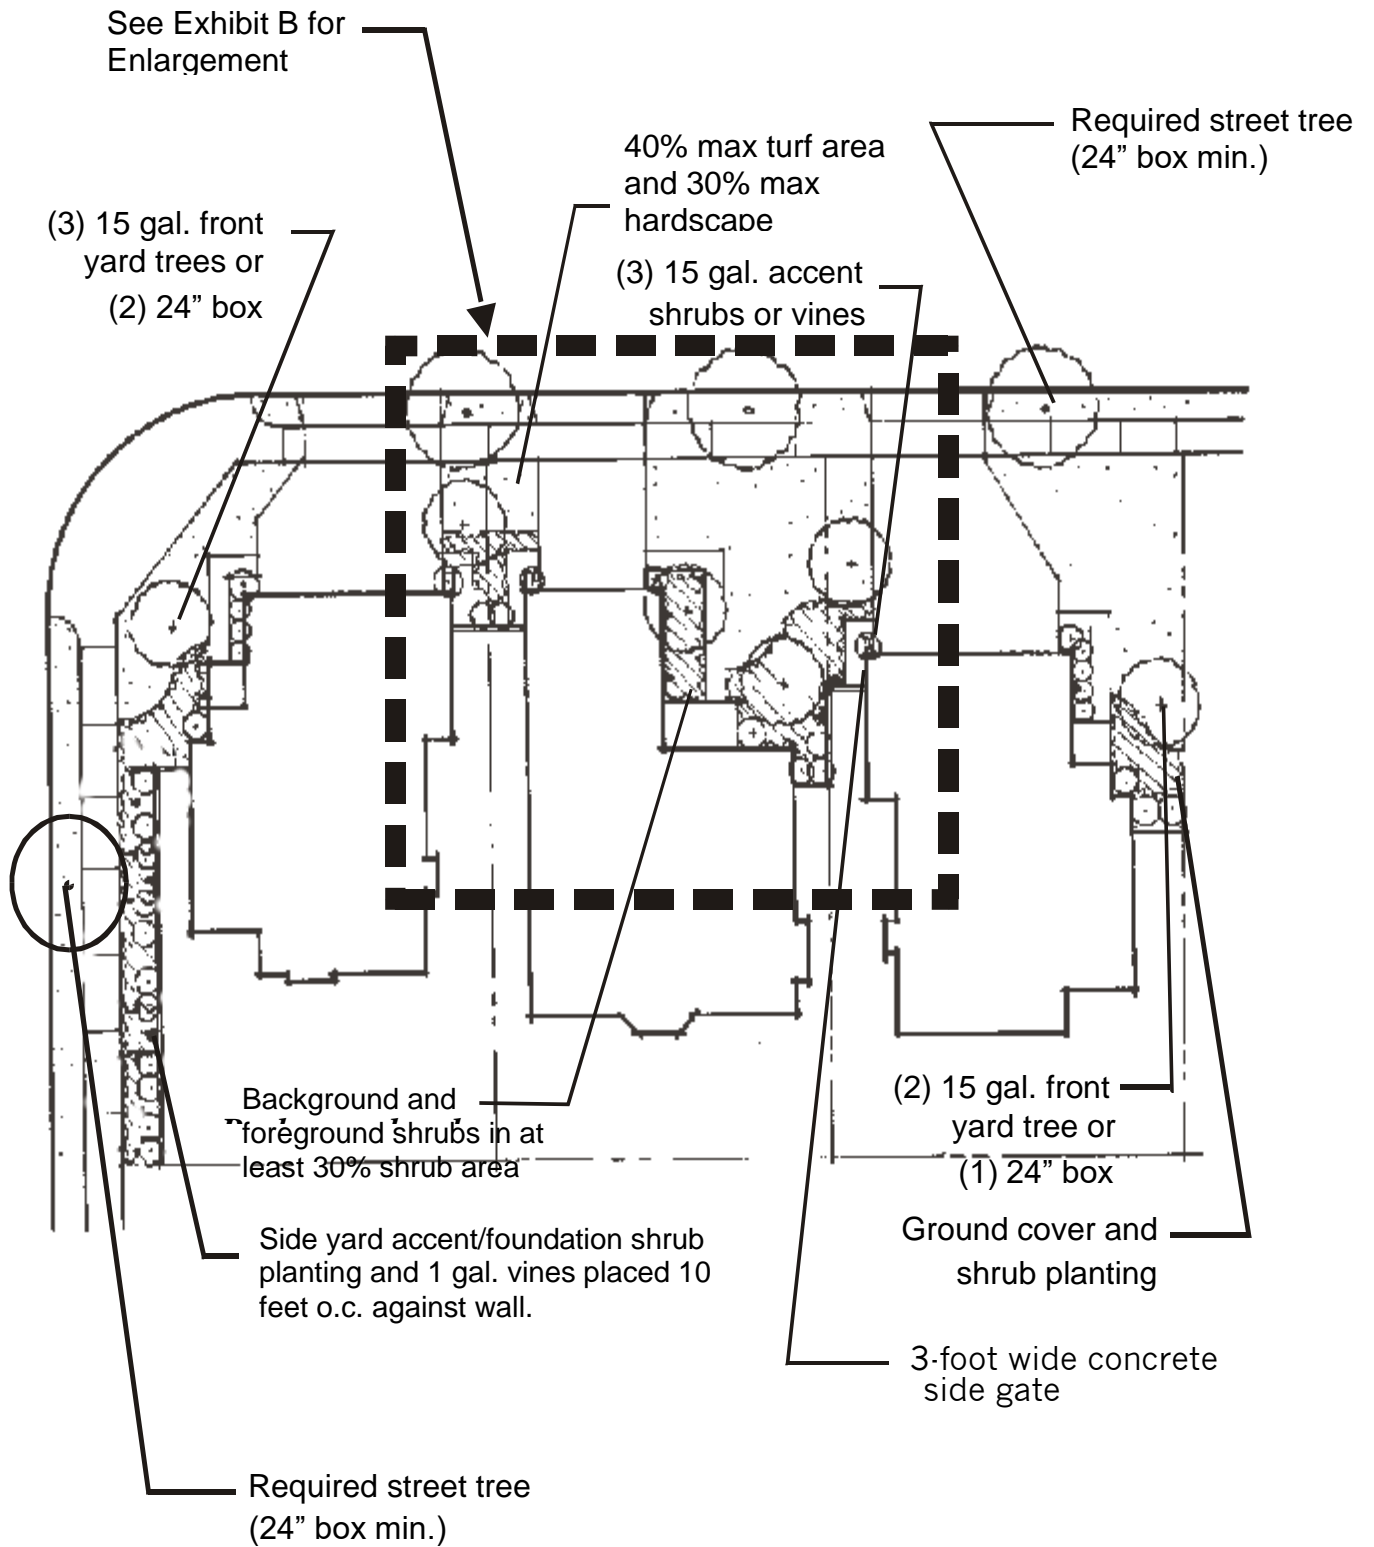 See Exhibit B for
Enlargement
Required street tree
(24” box min.)
40% max turf area
and 30% max
hardscape
(3) 15 gal. front
yard trees or
(2) 24” box
(3) 15 gal. accent
shrubs or vines
Background and
foreground shrubs in at
least 30% shrub area
(2) 15 gal. front
yard tree or
(1) 24” box
Ground cover and
shrub planting
Side yard accent/foundation shrub
planting and 1 gal. vines placed 10
feet o.c. against wall.
3-foot wide concrete
side gate
Required street tree
(24” box min.)